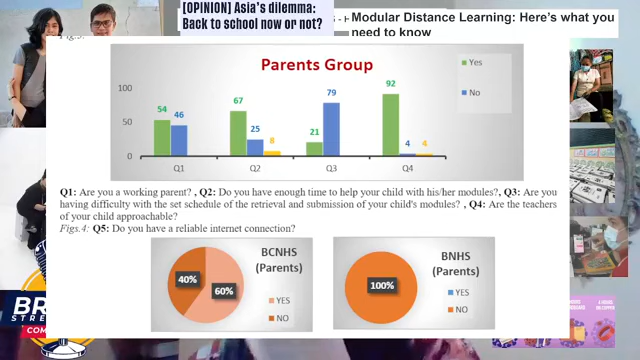 [OPINION] Asia's dilemma:
Back to school now or not?
Modular Distance Learning: Here's what you
need to know
Parents Group
100
50
0
54
46
67
25
8
21
79
92
4
4
Q1
Q2
Q3
Q4
Yes
No
Q1: Are you a working parent? , Q2: Do you have enough time to help your child with his/her modules?, Q3: Are you
having difficulty with the set schedule of the retrieval and submission of your child's modules? , Q4: Are the teachers
of your child approachable?
Figs.4: Q5: Do you have a reliable internet connection?
BCNHS
(Parents)
40%
60%
YES
NO
BNHS
(Parents)
100%
YES
NO
BR
STRE
COM